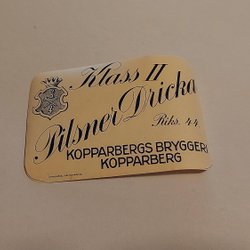 Klass II
Pilsner Dricka
Riks. 44
KOPPARBERGS BRYGGERI
KOPPARBERG